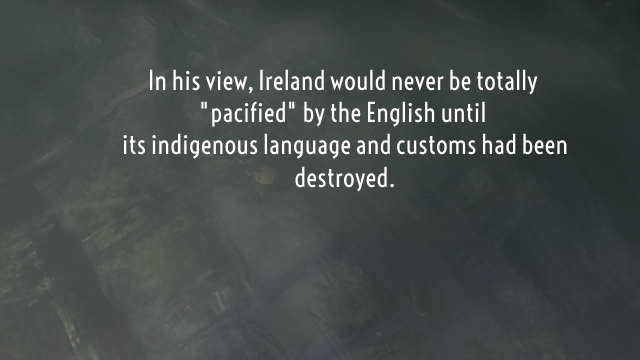 In his view, Ireland would never be totally
"pacified" by the English until
its indigenous language and customs had been
destroyed.